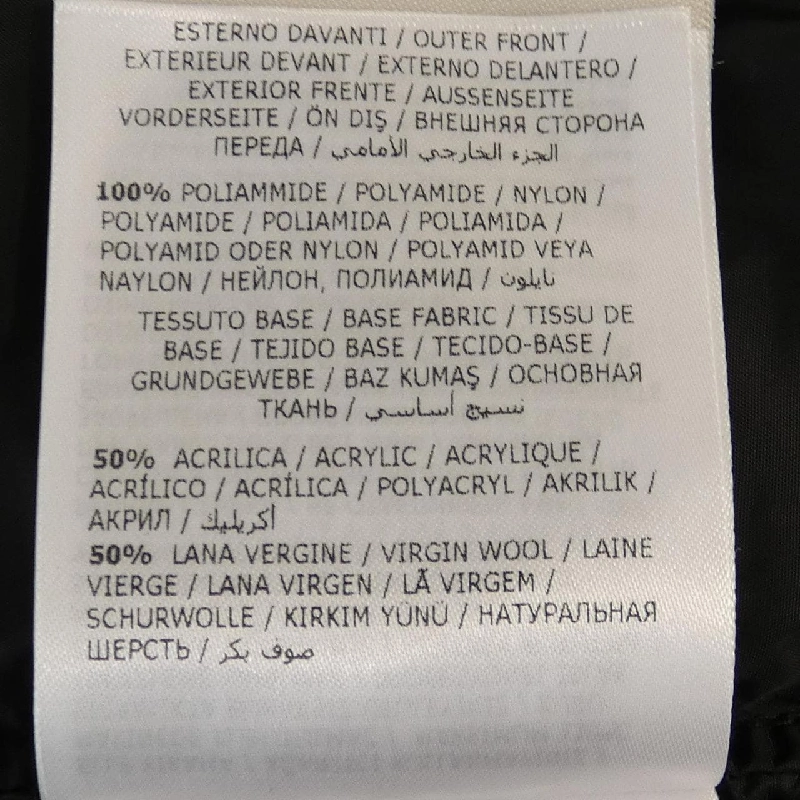 ESTERNO DAVANTI / OUTER FRONT /
EXTERIEUR DEVANT / EXTERNO DELANTERO /
EXTERIOR FRENTE / AUSSENSEITE
VORDERSEITE / ÖN DIŞ / ВНЕШНЯЯ СТОРОНА
ПЕРЕДА / الجزء الخارجي الأمامي
100% POLIAMMIDE / POLYAMIDE / NYLON /
POLYAMIDE / POLIAMIDA / POLIAMIDA /
POLYAMID ODER NYLON / POLYAMID VEYA
NAYLON / НЕЙЛОН, ПОЛИАМИД / نايلون
TESSUTO BASE / BASE FABRIC / TISSU DE
BASE / TEJIDO BASE / TECIDO-BASE /
GRUNDGEWEBE / BAZ KUMAŞ / ОСНОВНАЯ
ТКАНЬ / نسيج أساسي
50% ACRILICA / ACRYLIC / ACRYLIQUE /
ACRÍLICO / ACRÍLICA / POLYACRYL / AKRILIK /
АКРИЛ / أكريليك
50% LANA VERGINE / VIRGIN WOOL / LAINE
VIERGE / LANA VIRGEN / LÃ VIRGEM /
SCHURWOLLE / KIRKIM YÜNÜ / НАТУРАЛЬНАЯ
ШЕРСТЬ / صوف بكر